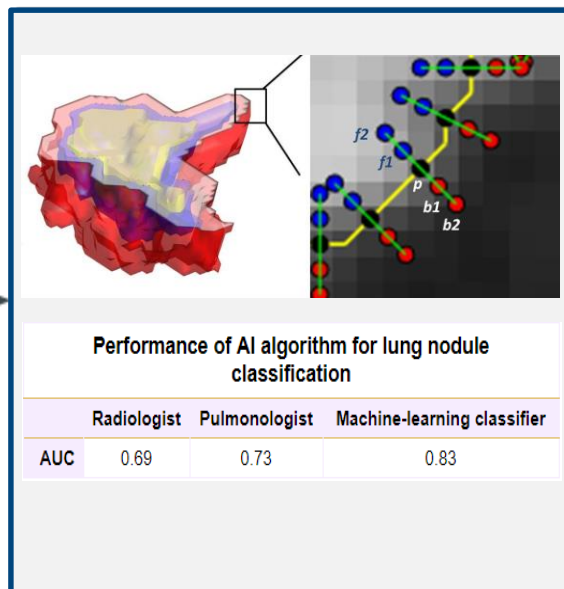 f2
f1
p
b1
b2
Performance of AI algorithm for lung nodule
classification
Radiologist Pulmonologist Machine-learning classifier
AUC 0.69 0.73 0.83